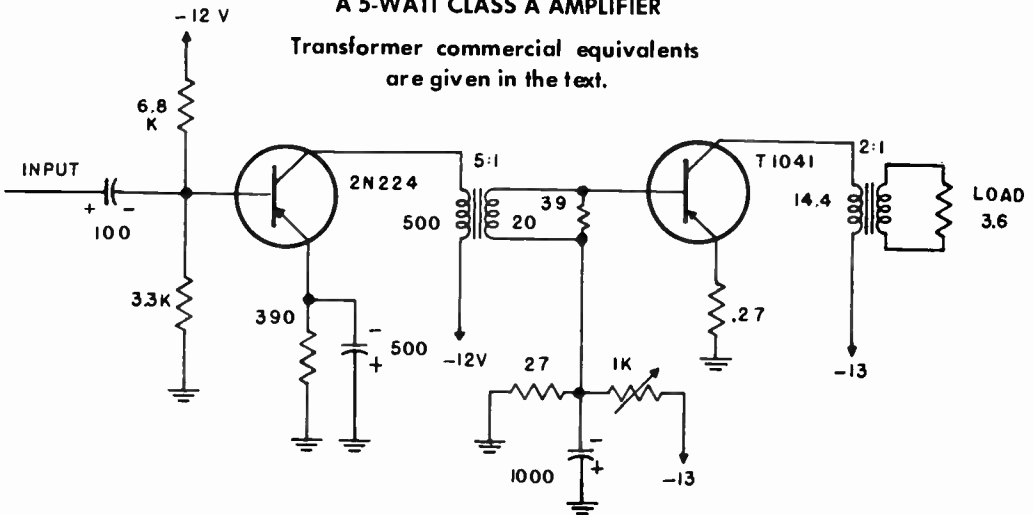 A 5-WATT CLASS A AMPLIFIER
Transformer commercial equivalents
are given in the text.
-12 V
6.8
K
INPUT
+ -
100
3.3K
2N224
390
-
+
500
5:1
500
20
-12V
39
27
1K
-
+
1000
-13
T1041
.27
2:1
14.4
-13
LOAD
3.6